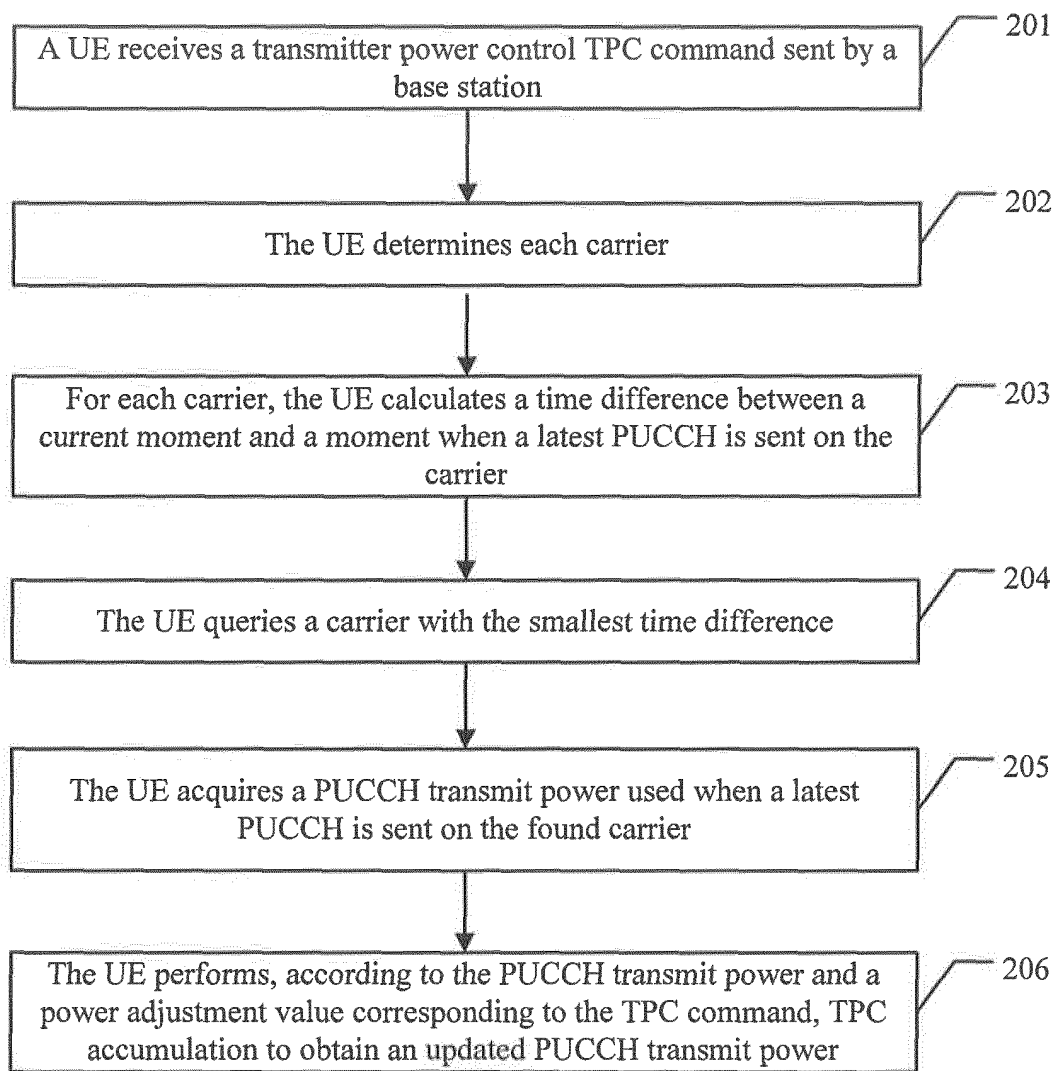 A UE receives a transmitter power control TPC command sent by a
base station
201
The UE determines each carrier
202
For each carrier, the UE calculates a time difference between a
current moment and a moment when a latest PUCCH is sent on the
carrier
203
The UE queries a carrier with the smallest time difference
204
The UE acquires a PUCCH transmit power used when a latest
PUCCH is sent on the found carrier
205
The UE performs, according to the PUCCH transmit power and a
power adjustment value corresponding to the TPC command, TPC
accumulation to obtain an updated PUCCH transmit power
206